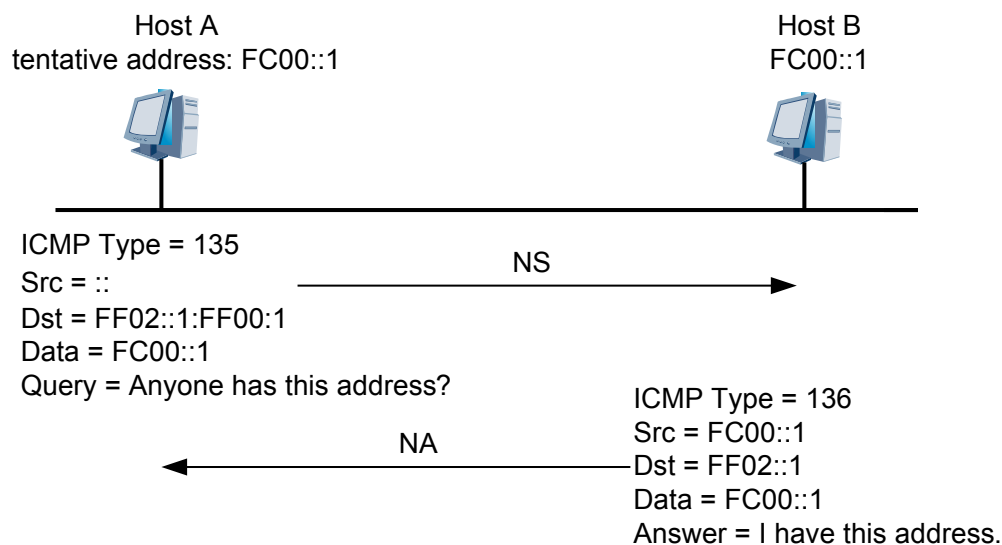 Host A
tentative address: FC00::1
Host B
FC00::1
ICMP Type = 135
Src = ::
Dst = FF02::1:FF00:1
Data = FC00::1
Query = Anyone has this address?
NS
NA
ICMP Type = 136
Src = FC00::1
Dst = FF02::1
Data = FC00::1
Answer = I have this address.